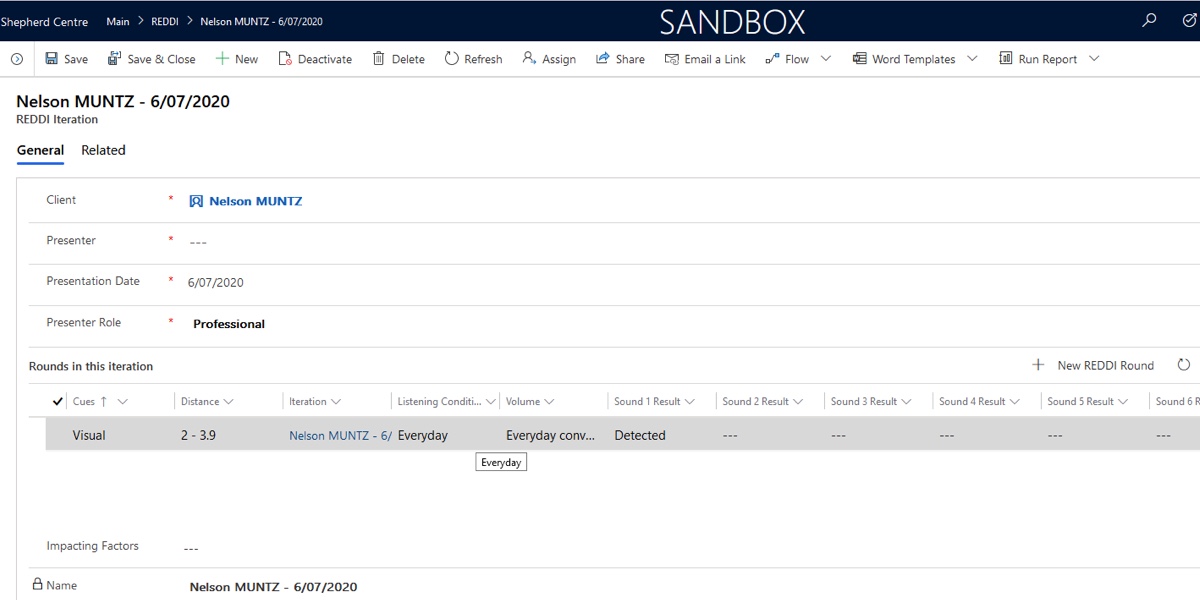 Shepherd Centre Main > REDDI > Nelson MUNTZ - 6/07/2020 SANDBOX
Save Save & Close New Deactivate Delete Refresh Assign Share Email a Link Flow Word Templates Run Report
Nelson MUNTZ - 6/07/2020
REDDI Iteration
General Related
Client * Nelson MUNTZ
Presenter * ---
Presentation Date * 6/07/2020
Presenter Role * Professional
Rounds in this iteration + New REDDI Round
Cues ↑ Distance Iteration Listening Conditi... Volume Sound 1 Result Sound 2 Result Sound 3 Result Sound 4 Result Sound 5 Result Sound 6 R
Visual 2 - 3.9 Nelson MUNTZ - 6/ Everyday Everyday conv... Detected --- --- --- --- ---
Everyday
Impacting Factors ---
Name Nelson MUNTZ - 6/07/2020